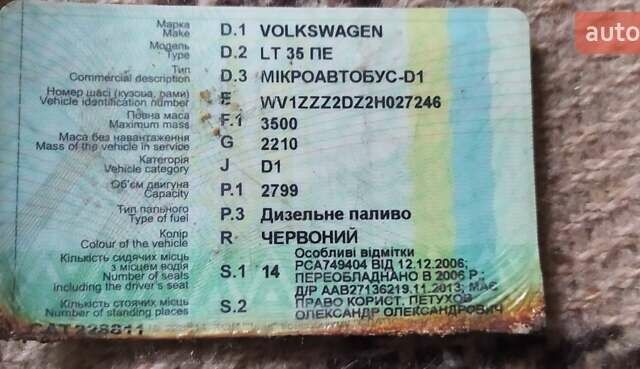 auto
Марка D.1 VOLKSWAGEN
Make
Модель D.2 LT 35 ПЕ
Type
Тип D.3 МІКРОАВТОБУС-D1
Commercial description
Номер шасі (кузова, рами) E WV1ZZZ2DZ2H027246
Vehicle identification number
Повна маса F.1 3500
Maximum mass
Маса без навантаження G 2210
Mass of the vehicle in service
Категорія J D1
Vehicle category
Об'єм двигуна P.1 2799
Capacity
Тип пального P.3 Дизельне паливо
Type of fuel
Колір R ЧЕРВОНИЙ
Colour of the vehicle
Кількість сидячих місць S.1 14
з місцем водія
Number of seals
including the driver's seat
Особливі відмітки
РСА749404 ВІД 12.12.2006;
ПЕРЕОБЛАДНАНО В 2006 Р.;
Д/Р ААВ27136219.11.2013; МАЄ
ПРАВО КОРИСТ. ПЕТУХОВ
ОЛЕКСАНДР ОЛЕКСАНДРОВИЧ
Кількість стоячих місць S.2
Number of standing places